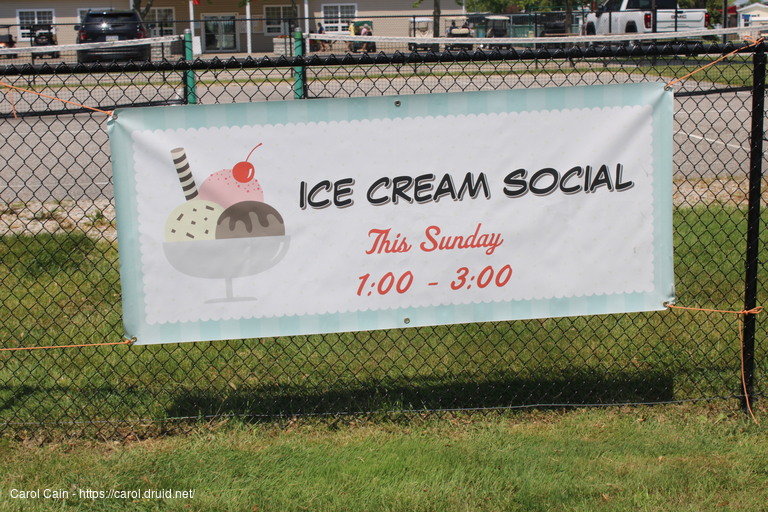 ICE CREAM SOCIAL
This Sunday
1:00 - 3:00
Carol Cain - https://carol.druid.net/